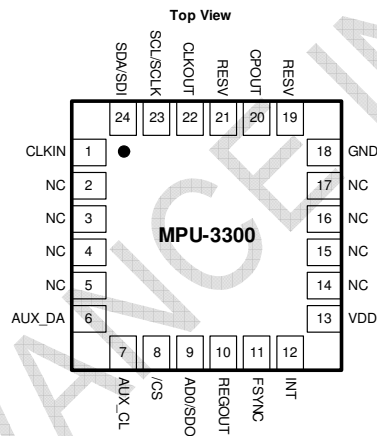 Top View
SDA/SDI SCL/SCLK CLKOUT RESV CPOUT RESV
24 23 22 21 20 19
CLKIN 1 18 GND
NC 2 17 NC
NC 3 16 NC
MPU-3300
NC 4 15 NC
NC 5 14 NC
AUX_DA 6 13 VDD
7 8 9 10 11 12
AUX_CL /CS AD0/SDO REGOUT FSYNC INT